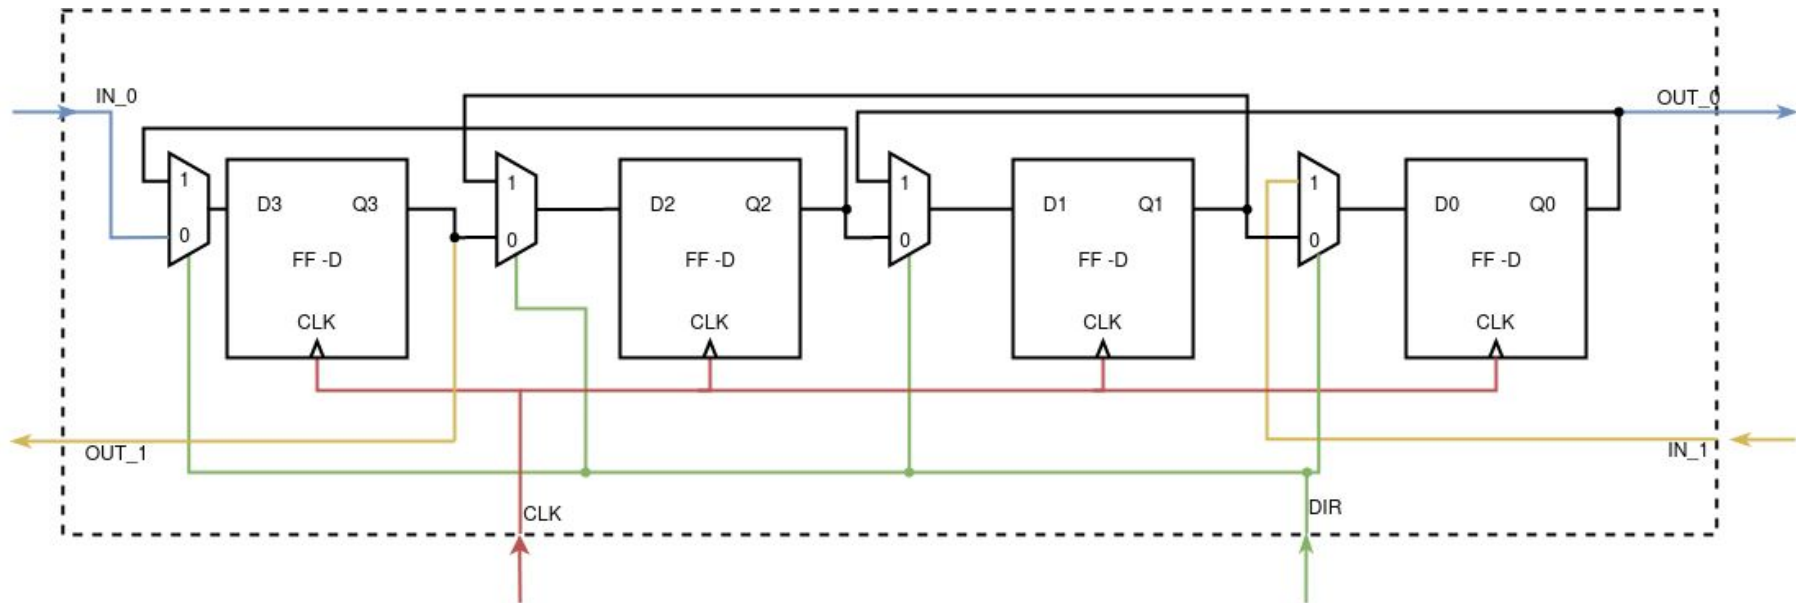 IN_0
OUT_0
1
D3
Q3
1
D2
Q2
1
D1
Q1
1
D0
Q0
0
0
0
0
FF -D
FF -D
FF -D
FF -D
CLK
CLK
CLK
CLK
OUT_1
IN_1
CLK
DIR